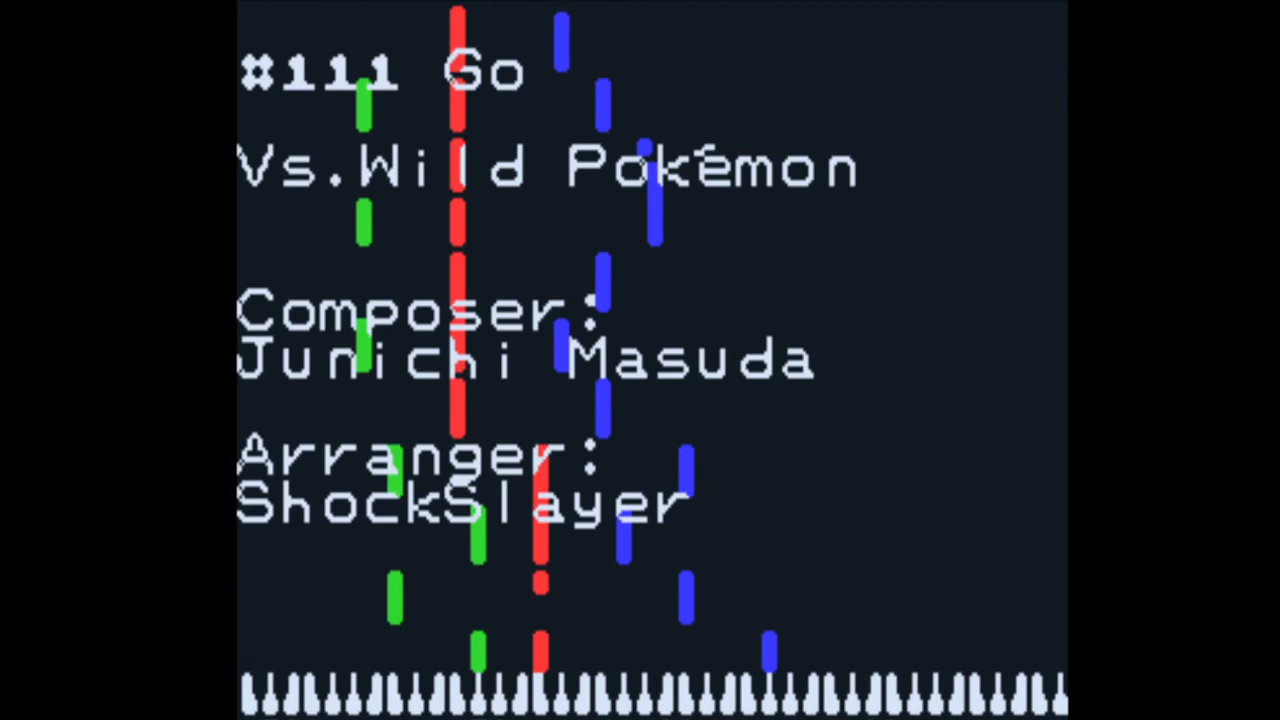 #111 Go
Vs.Wild Pokémon
Composer:
Junichi Masuda
Arranger:
ShockSlayer